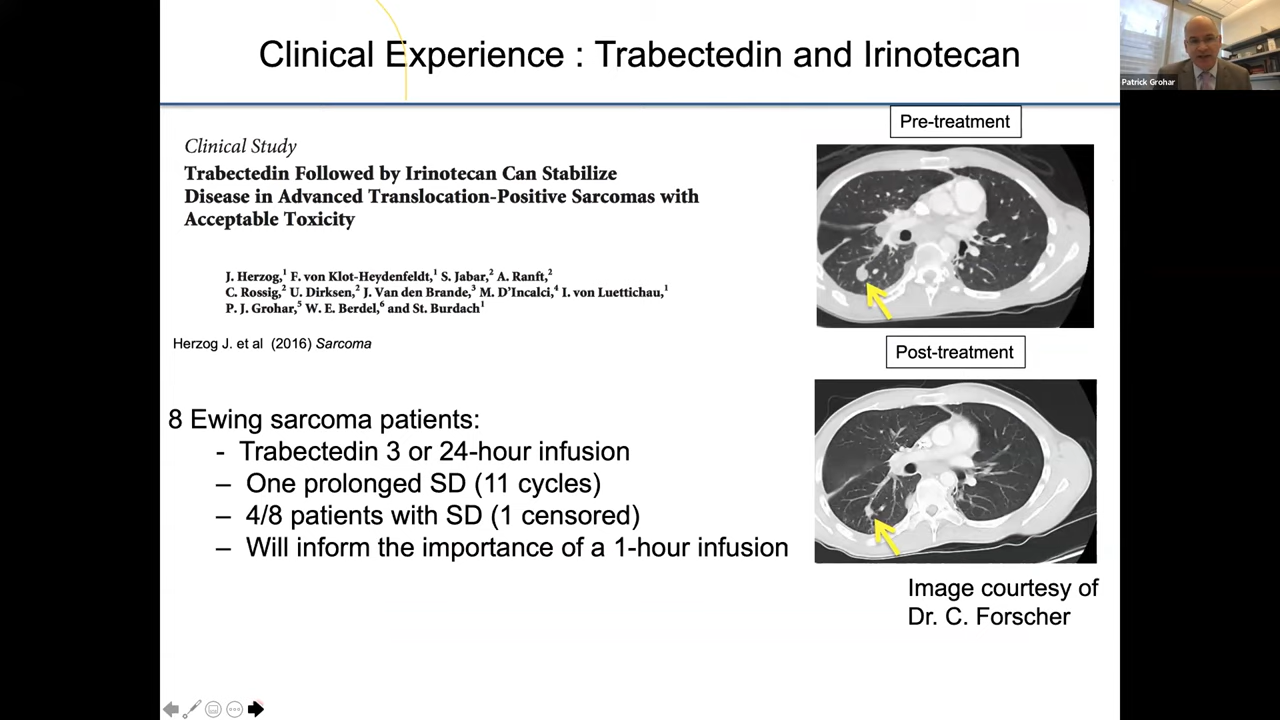 Clinical Experience : Trabectedin and Irinotecan
Patrick Grohar
Pre-treatment
Clinical Study
Trabectedin Followed by Irinotecan Can Stabilize
Disease in Advanced Translocation-Positive Sarcomas with
Acceptable Toxicity
J. Herzog,¹ F. von Klot-Heydenfeldt,¹ S. Jabar,² A. Ranft,²
C. Rossig,² U. Dirksen,² J. Van den Brande,³ M. D'Incalci,⁴ I. von Luettichau,¹
P. J. Grohar,⁵ W. E. Berdel,⁶ and St. Burdach¹
Herzog J. et al (2016) Sarcoma
Post-treatment
8 Ewing sarcoma patients:
- Trabectedin 3 or 24-hour infusion
– One prolonged SD (11 cycles)
– 4/8 patients with SD (1 censored)
– Will inform the importance of a 1-hour infusion
Image courtesy of
Dr. C. Forscher